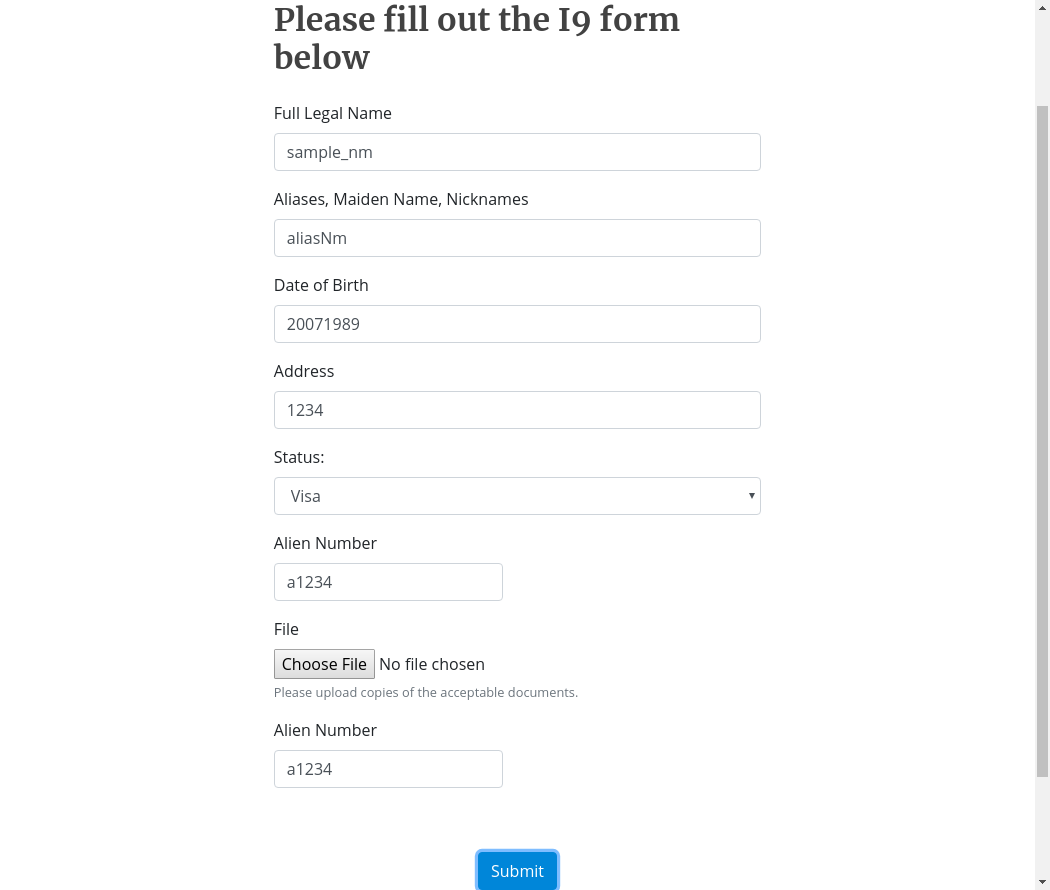 Please fill out the I9 form
below
Full Legal Name
sample_nm
Aliases, Maiden Name, Nicknames
aliasNm
Date of Birth
20071989
Address
1234
Status:
Visa
Alien Number
a1234
File
Choose File No file chosen
Please upload copies of the acceptable documents.
Alien Number
a1234
Submit